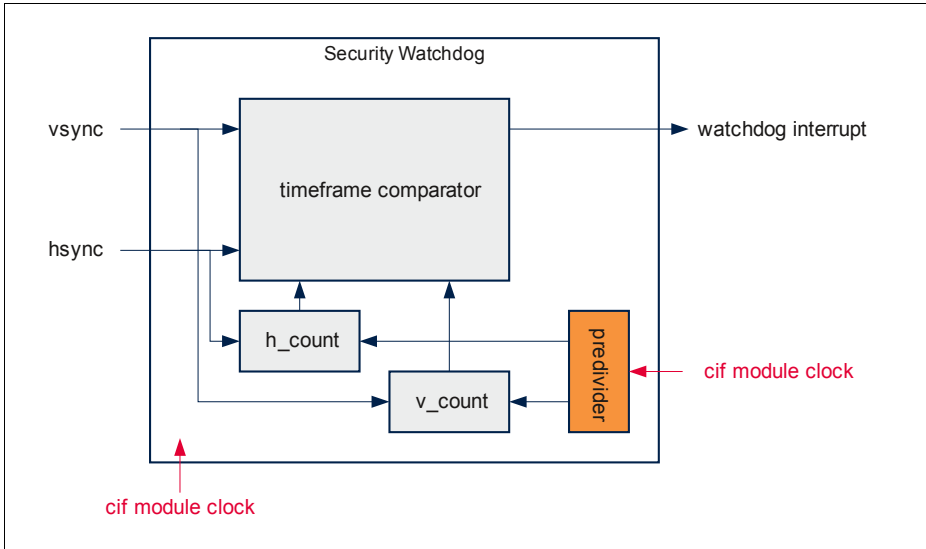 Security Watchdog
vsync
watchdog interrupt
timeframe comparator
hsync
h_count
predivider
cif module clock
v_count
cif module clock